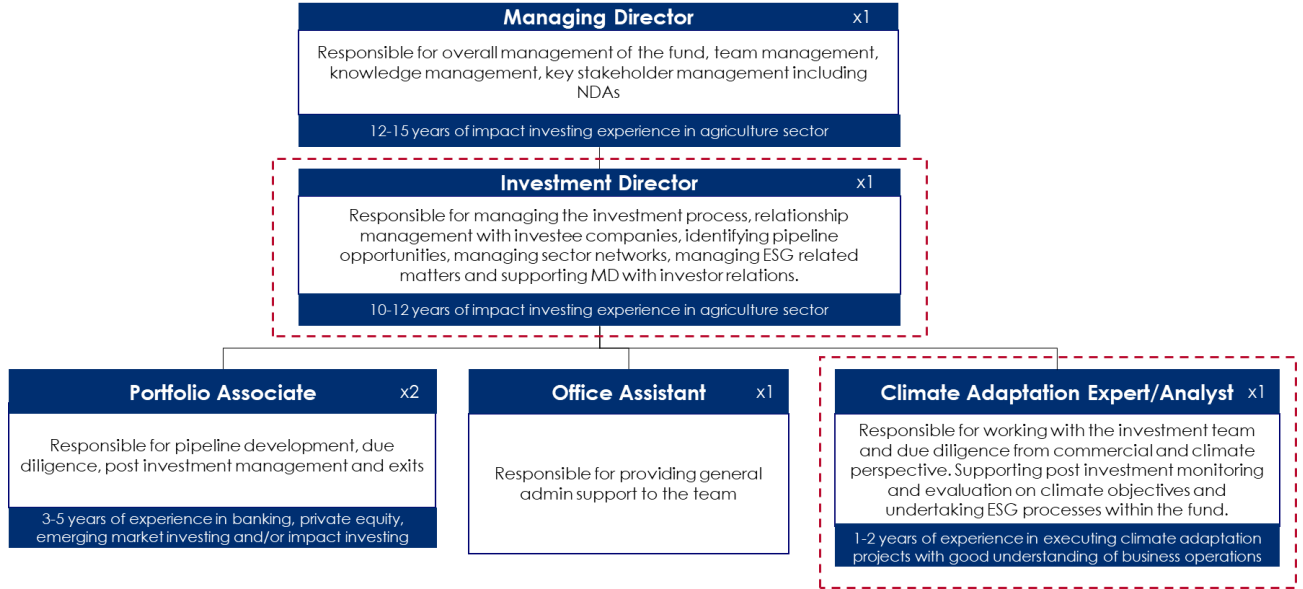 Managing Director x1
Responsible for overall management of the fund, team management,
knowledge management, key stakeholder management including
NDAs
12-15 years of impact investing experience in agriculture sector
Investment Director x1
Responsible for managing the investment process, relationship
management with investee companies, identifying pipeline
opportunities, managing sector networks, managing ESG related
matters and supporting MD with investor relations.
10-12 years of impact investing experience in agriculture sector
Portfolio Associate x2
Responsible for pipeline development, due
diligence, post investment management and exits
3-5 years of experience in banking, private equity,
emerging market investing and/or impact investing
Office Assistant x1
Responsible for providing general
admin support to the team
Climate Adaptation Expert/Analyst x1
Responsible for working with the investment team
and due diligence from commercial and climate
perspective. Supporting post investment monitoring
and evaluation on climate objectives and
undertaking ESG processes within the fund.
1-2 years of experience in executing climate adaptation
projects with good understanding of business operations